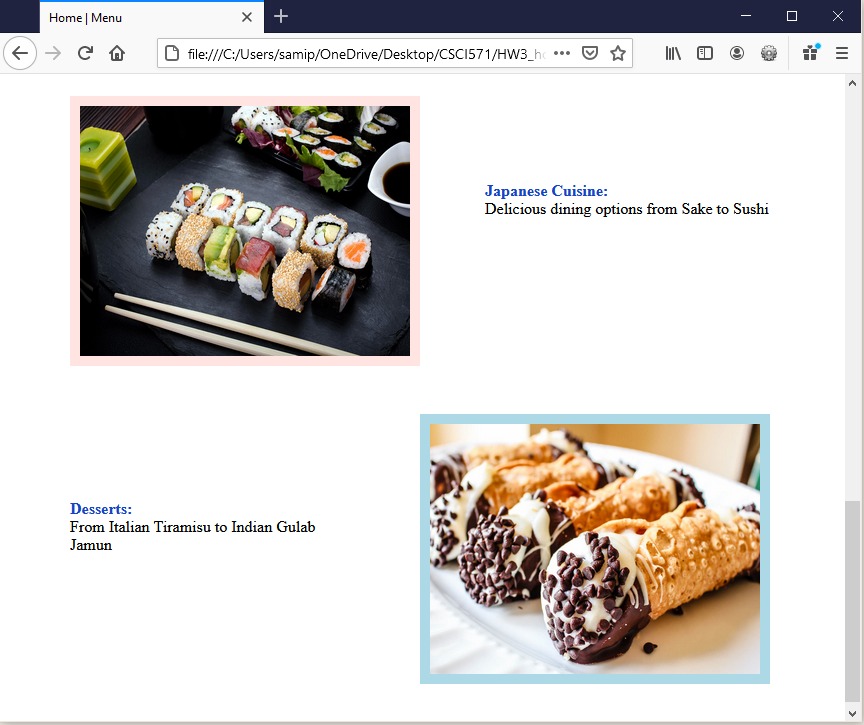 Home | Menu
file:///C:/Users/samip/OneDrive/Desktop/CSCI571/HW3_
Japanese Cuisine:
Delicious dining options from Sake to Sushi
Desserts:
From Italian Tiramisu to Indian Gulab
Jamun